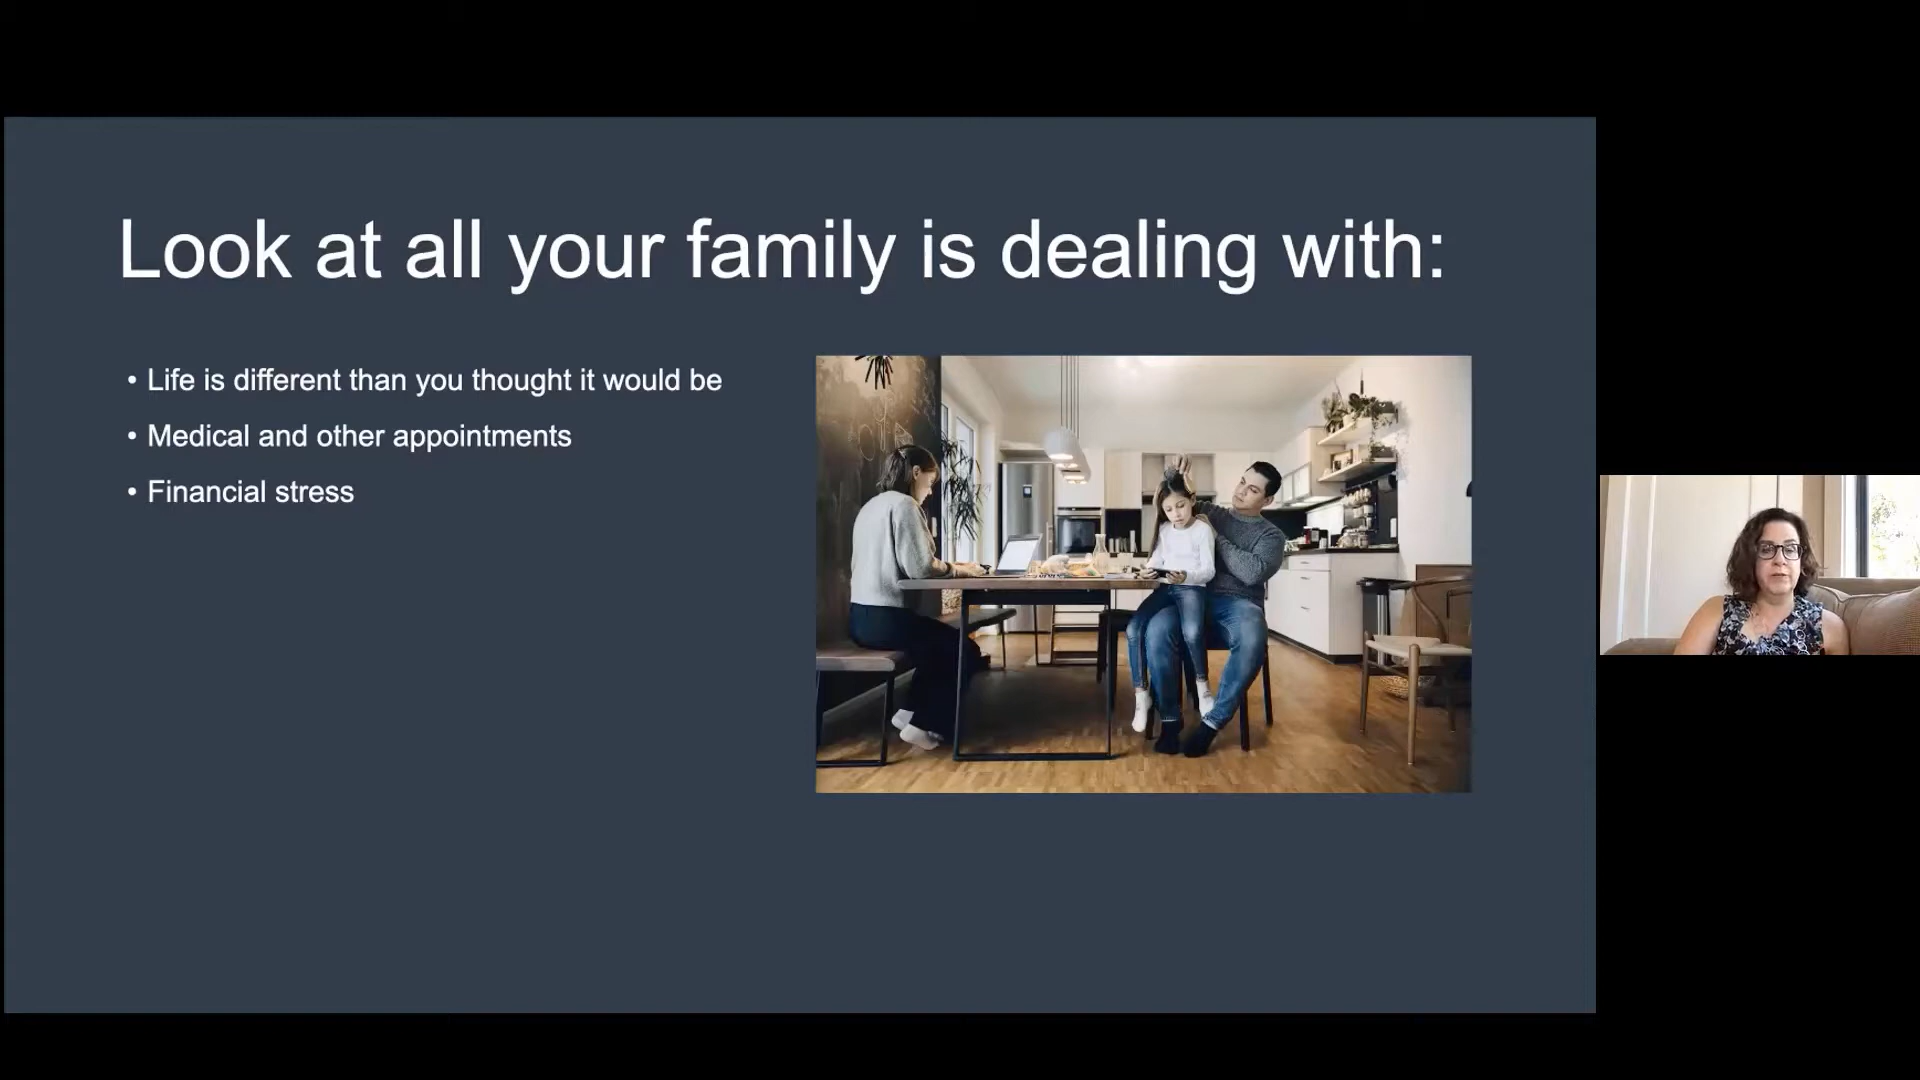 Look at all your family is dealing with:
• Life is different than you thought it would be
• Medical and other appointments
• Financial stress